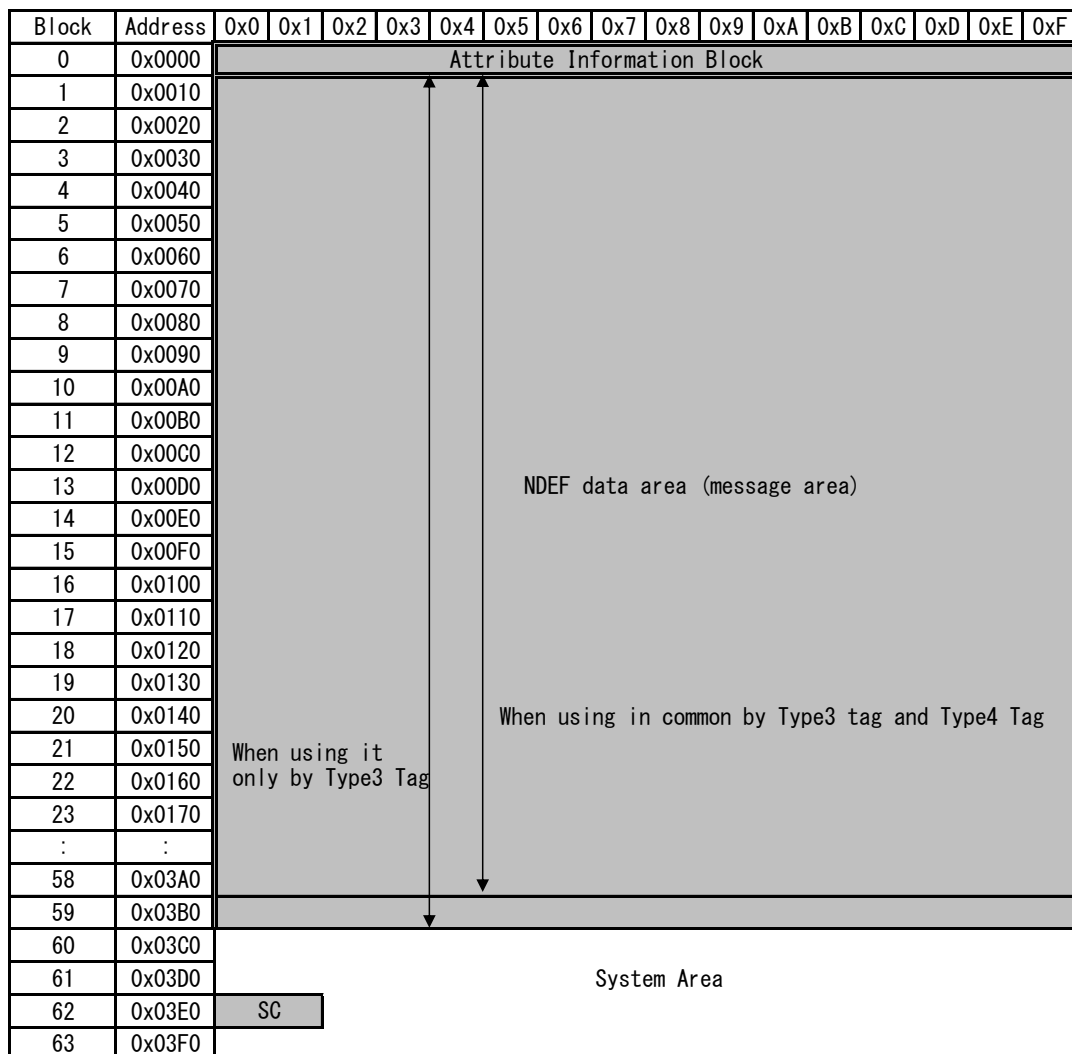 Block Address 0x0 0x1 0x2 0x3 0x4 0x5 0x6 0x7 0x8 0x9 0xA 0xB 0xC 0xD 0xE 0xF
0 0x0000 Attribute Information Block
1 0x0010
2 0x0020
3 0x0030
4 0x0040
5 0x0050
6 0x0060
7 0x0070
8 0x0080
9 0x0090
10 0x00A0
11 0x00B0
12 0x00C0
13 0x00D0 NDEF data area (message area)
14 0x00E0
15 0x00F0
16 0x0100
17 0x0110
18 0x0120
19 0x0130
20 0x0140 When using in common by Type3 tag and Type4 Tag
21 0x0150 When using it
22 0x0160 only by Type3 Tag
23 0x0170
: :
58 0x03A0
59 0x03B0
60 0x03C0
61 0x03D0 System Area
62 0x03E0 SC
63 0x03F0